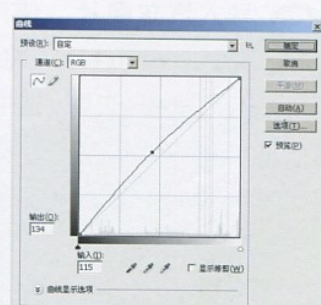 曲线
预设(R): 自定
确定
通道(C): RGB
取消
平滑(M)
自动(A)
选项(T)...
预览(P)
输出(O):
134
输入(I):
115
显示修剪(W)
曲线显示选项